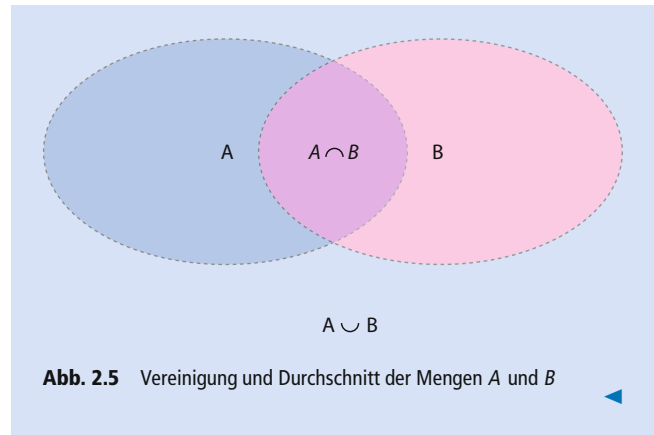 A A ⌢ B B
A ⌣ B
Abb. 2.5 Vereinigung und Durchschnitt der Mengen A und B